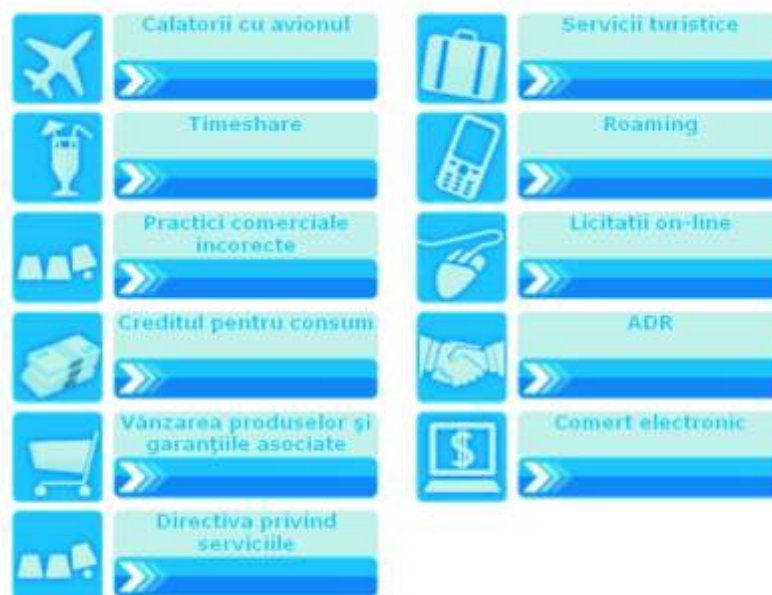 Calatorii cu avionul
Servicii turistice
Timeshare
Roaming
Practici comerciale
incorecte
Licitatii on-line
Creditul pentru consum
ADR
Vânzarea produselor şi
garanţiile asociate
Comert electronic
Directiva privind
serviciile